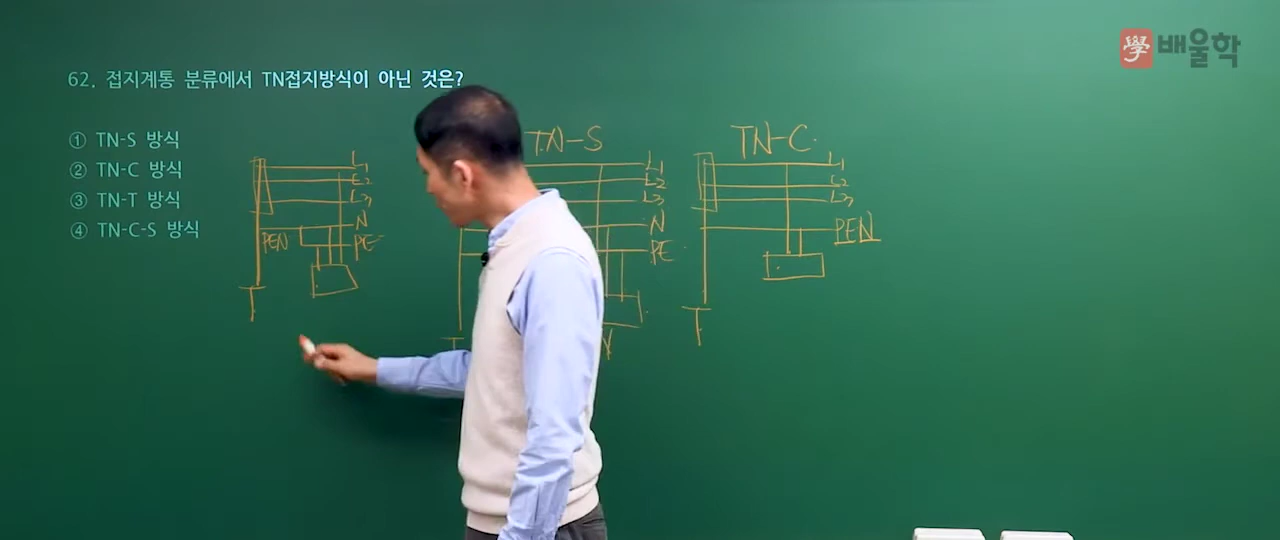 學 배울학
62. 접지계통 분류에서 TN접지방식이 아닌 것은?
① TN-S 방식
② TN-C 방식
③ TN-T 방식
④ TN-C-S 방식
L1
L2
L3
N
PEN
PE
T
TN-S
L1
L2
L3
N
PE
T
N
TN-C
L1
L2
L3
PEN
T